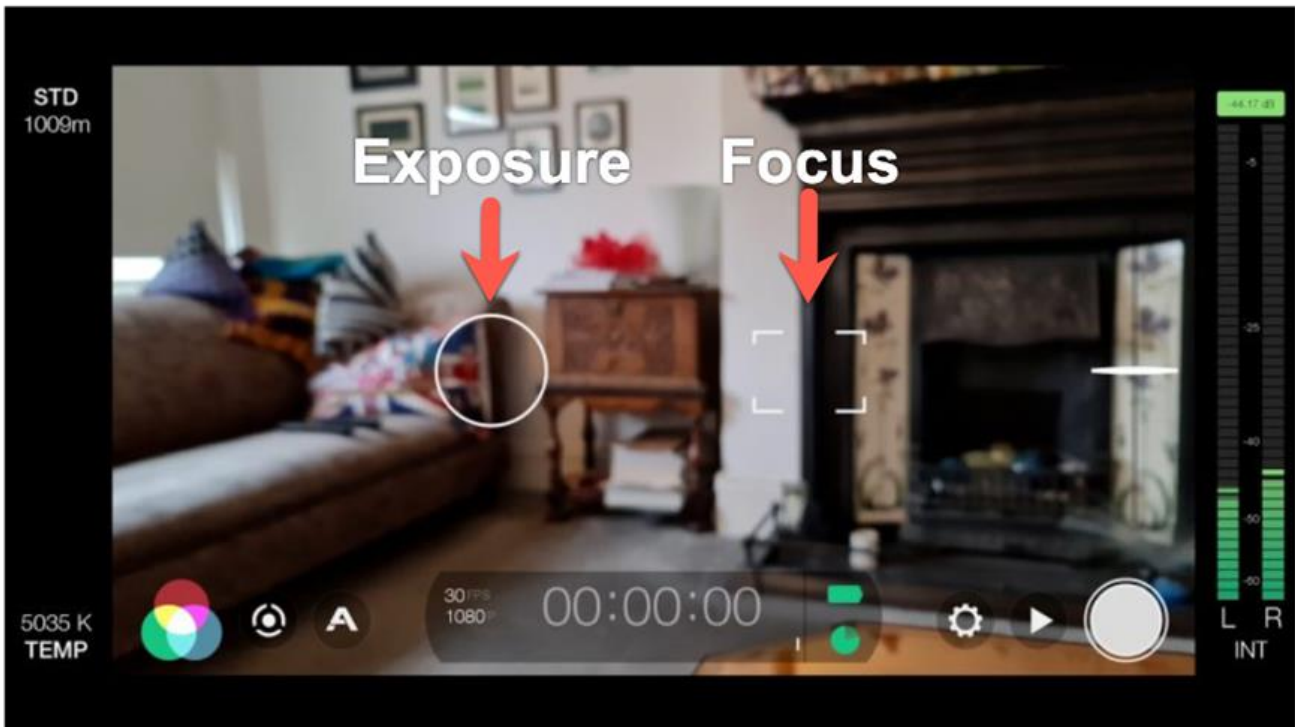 STD
1009m
Exposure
Focus
-44.17 dB
-5
-25
-40
-50
-60
5035 K
TEMP
A
30 FPS
1080P
00:00:00
L R
INT